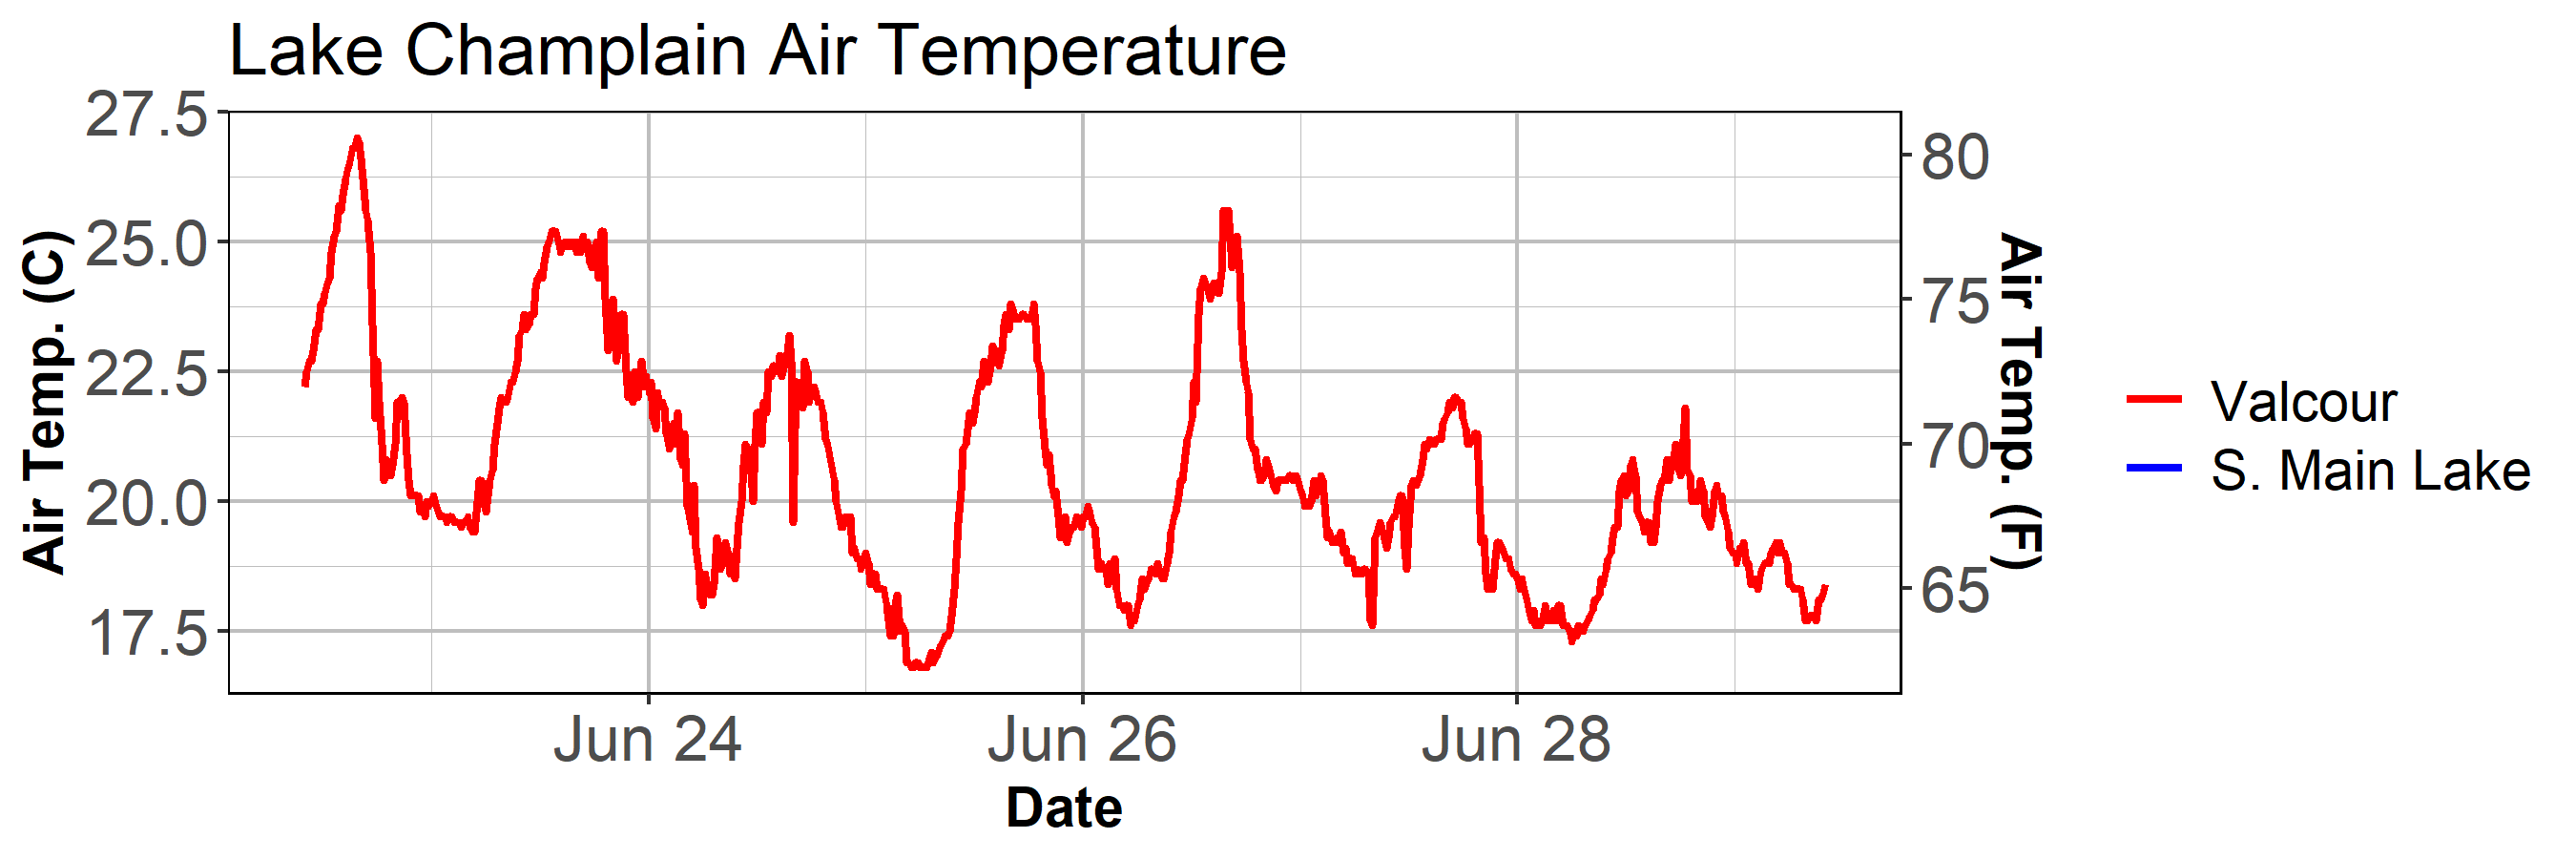 Lake Champlain Air Temperature
Air Temp. (C)
27.5
25.0
22.5
20.0
17.5
80
75
70
65
Air Temp. (F)
Jun 24
Jun 26
Jun 28
Date
Valcour
S. Main Lake